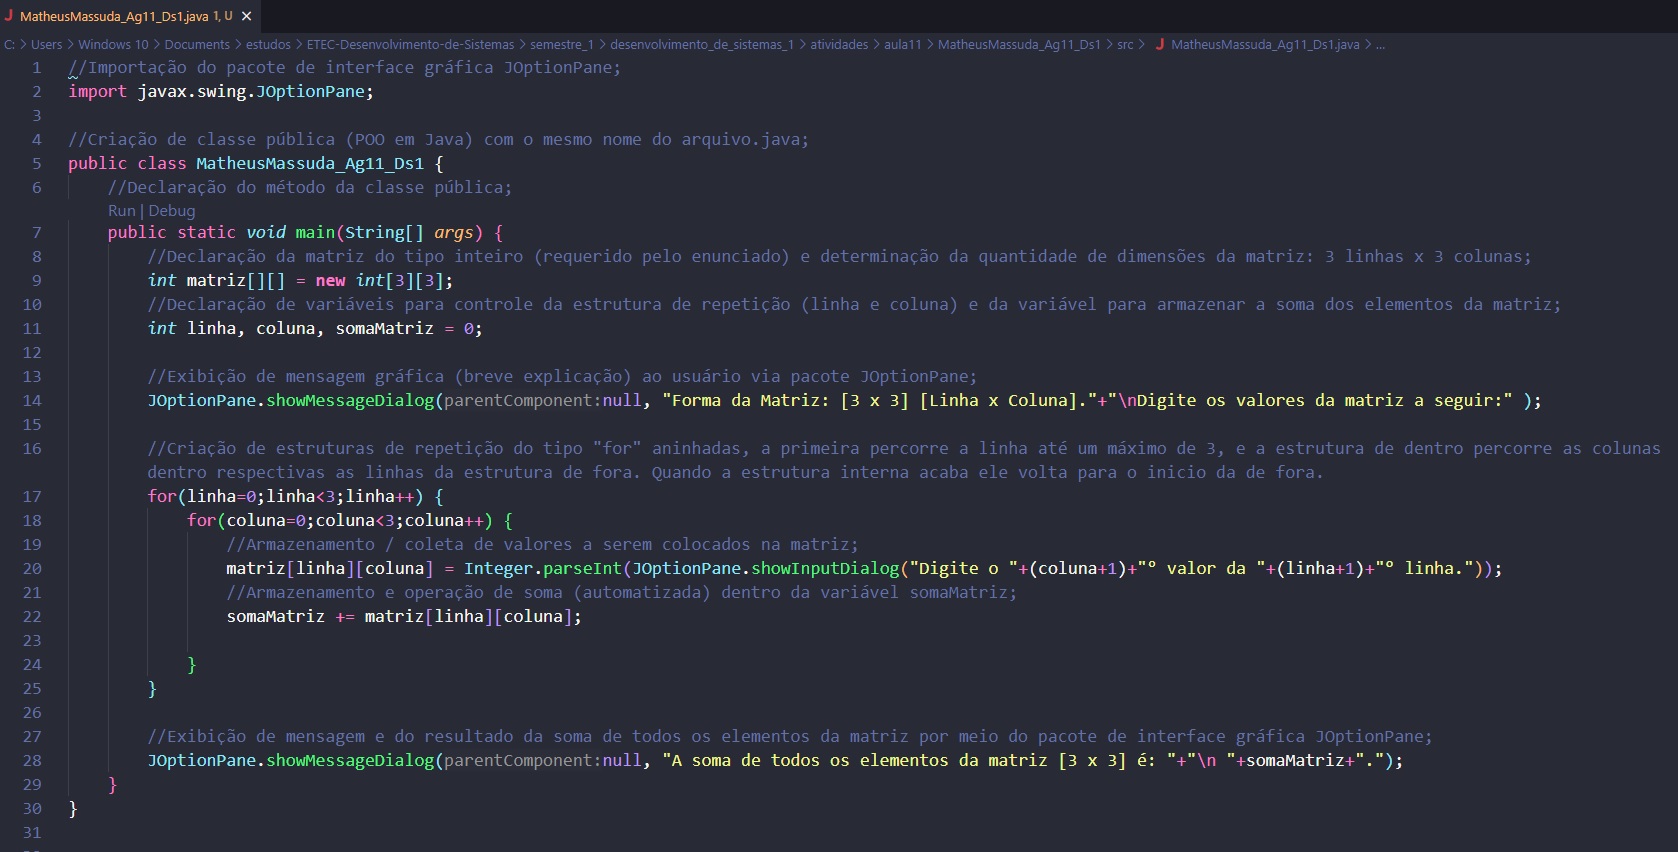 MatheusMassuda_Ag11_Ds1.java 1, U
C: > Users > Windows 10 > Documents > estudos > ETEC-Desenvolvimento-de-Sistemas > semestre_1 > desenvolvimento_de_sistemas_1 > atividades > aula11 > MatheusMassuda_Ag11_Ds1 > src > J MatheusMassuda_Ag11_Ds1.java > ...
1 //Importação do pacote de interface gráfica JOptionPane;
2 import javax.swing.JOptionPane;
3
4 //Criação de classe pública (POO em Java) com o mesmo nome do arquivo.java;
5 public class MatheusMassuda_Ag11_Ds1 {
6 //Declaração do método da classe pública;
Run | Debug
7 public static void main(String[] args) {
8 //Declaração da matriz do tipo inteiro (requerido pelo enunciado) e determinação da quantidade de dimensões da matriz: 3 linhas x 3 colunas;
9 int matriz[][] = new int[3][3];
10 //Declaração de variáveis para controle da estrutura de repetição (linha e coluna) e da variável para armazenar a soma dos elementos da matriz;
11 int linha, coluna, somaMatriz = 0;
12
13 //Exibição de mensagem gráfica (breve explicação) ao usuário via pacote JOptionPane;
14 JOptionPane.showMessageDialog(parentComponent:null, "Forma da Matriz: [3 x 3] [Linha x Coluna]."+"\nDigite os valores da matriz a seguir:" );
15
16 //Criação de estruturas de repetição do tipo "for" aninhadas, a primeira percorre a linha até um máximo de 3, e a estrutura de dentro percorre as colunas
dentro respectivas as linhas da estrutura de fora. Quando a estrutura interna acaba ele volta para o inicio da de fora.
17 for(linha=0;linha<3;linha++) {
18 for(coluna=0;coluna<3;coluna++) {
19 //Armazenamento / coleta de valores a serem colocados na matriz;
20 matriz[linha][coluna] = Integer.parseInt(JOptionPane.showInputDialog("Digite o "+(coluna+1)+"º valor da "+(linha+1)+"º linha."));
21 //Armazenamento e operação de soma (automatizada) dentro da variável somaMatriz;
22 somaMatriz += matriz[linha][coluna];
23
24 }
25 }
26
27 //Exibição de mensagem e do resultado da soma de todos os elementos da matriz por meio do pacote de interface gráfica JOptionPane;
28 JOptionPane.showMessageDialog(parentComponent:null, "A soma de todos os elementos da matriz [3 x 3] é: "+"\n "+somaMatriz+".");
29 }
30 }
31